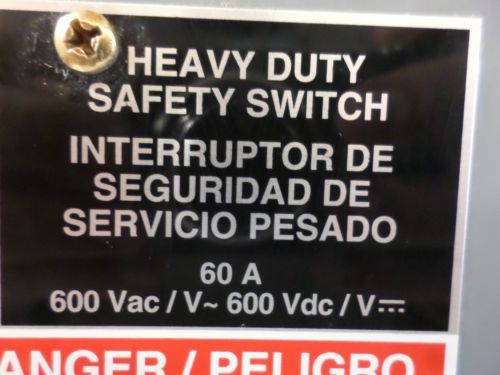 HEAVY DUTY
SAFETY SWITCH
INTERRUPTOR DE
SEGURIDAD DE
SERVICIO PESADO
60 A
600 Vac / V~ 600 Vdc / V⎓
ANGER / PELIGRO